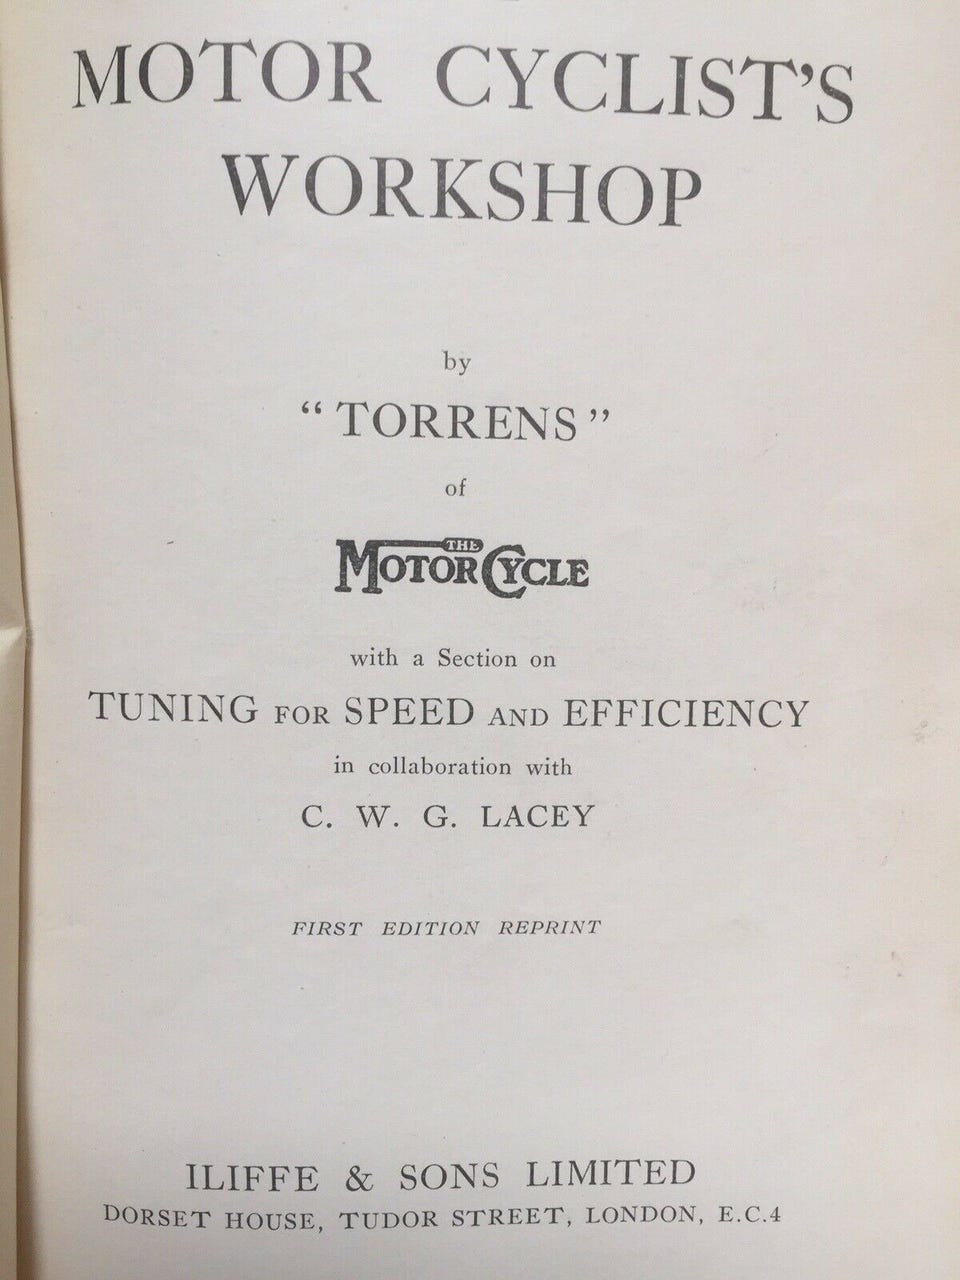 MOTOR CYCLIST'S
WORKSHOP
by
“ TORRENS ”
of
THE
MOTOR CYCLE
with a Section on
TUNING FOR SPEED AND EFFICIENCY
in collaboration with
C. W. G. LACEY
FIRST EDITION REPRINT
ILIFFE & SONS LIMITED
DORSET HOUSE, TUDOR STREET, LONDON, E.C.4